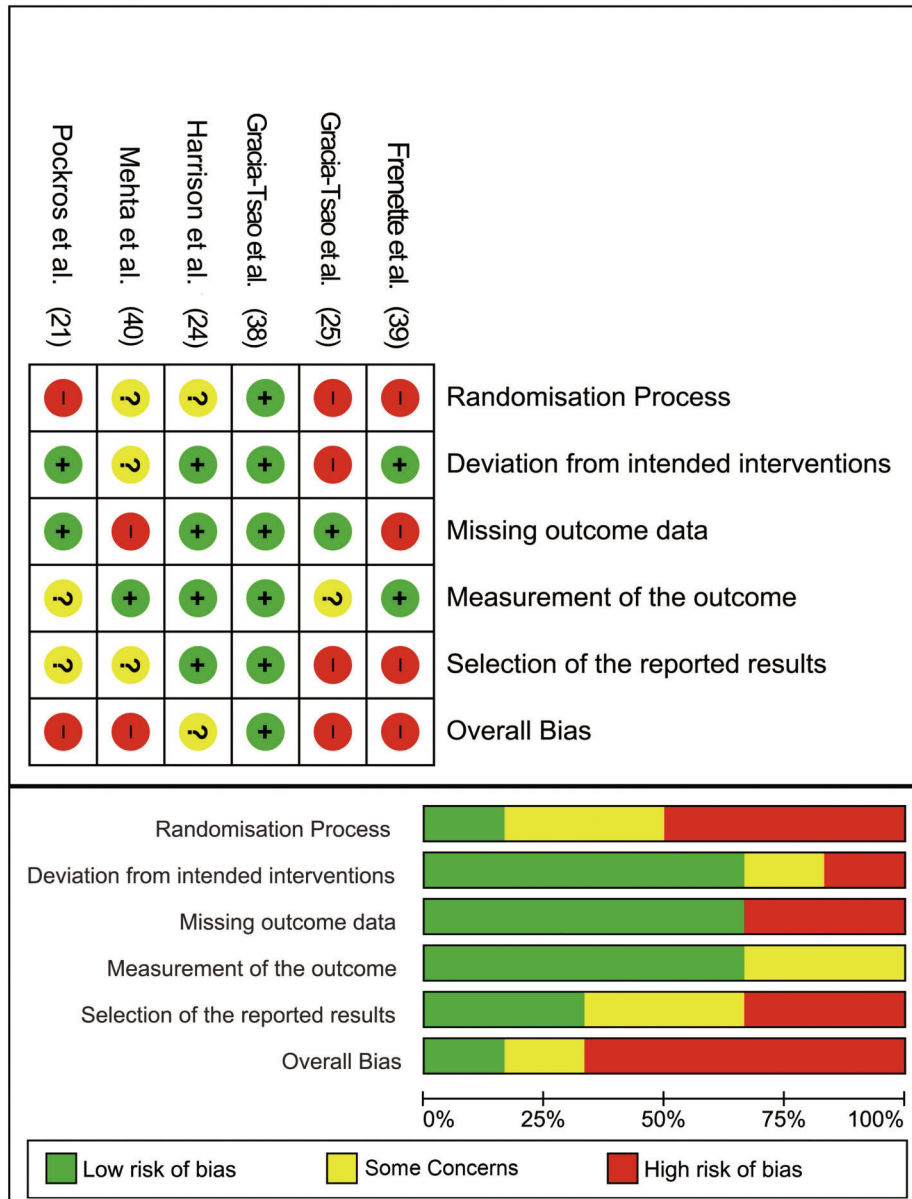 Pockros et al. (21)
Mehta et al. (40)
Harrison et al. (24)
Gracia-Tsao et al. (38)
Gracia-Tsao et al. (25)
Frenette et al. (39)
- ? ? + - - Randomisation Process
+ ? + + - + Deviation from intended interventions
+ - + + + - Missing outcome data
? + + + ? + Measurement of the outcome
? ? + + - - Selection of the reported results
- - ? + - - Overall Bias
Randomisation Process
Deviation from intended interventions
Missing outcome data
Measurement of the outcome
Selection of the reported results
Overall Bias
0% 25% 50% 75% 100%
Low risk of bias Some Concerns High risk of bias